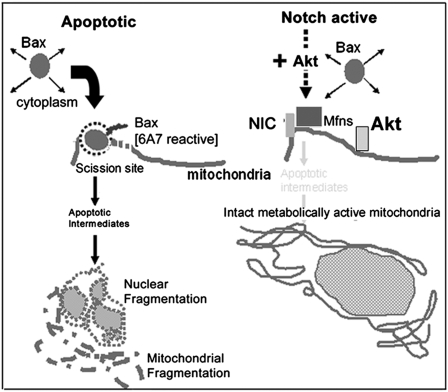 Apoptotic
Bax
cytoplasm
Bax
[6A7 reactive]
Scission site
mitochondria
Apoptotic
Intermediates
Nuclear
Fragmentation
Mitochondrial
Fragmentation
Notch active
+ Akt
Bax
NIC
Mfns
Akt
Apoptotic
intermediates
Intact metabolically active mitochondria